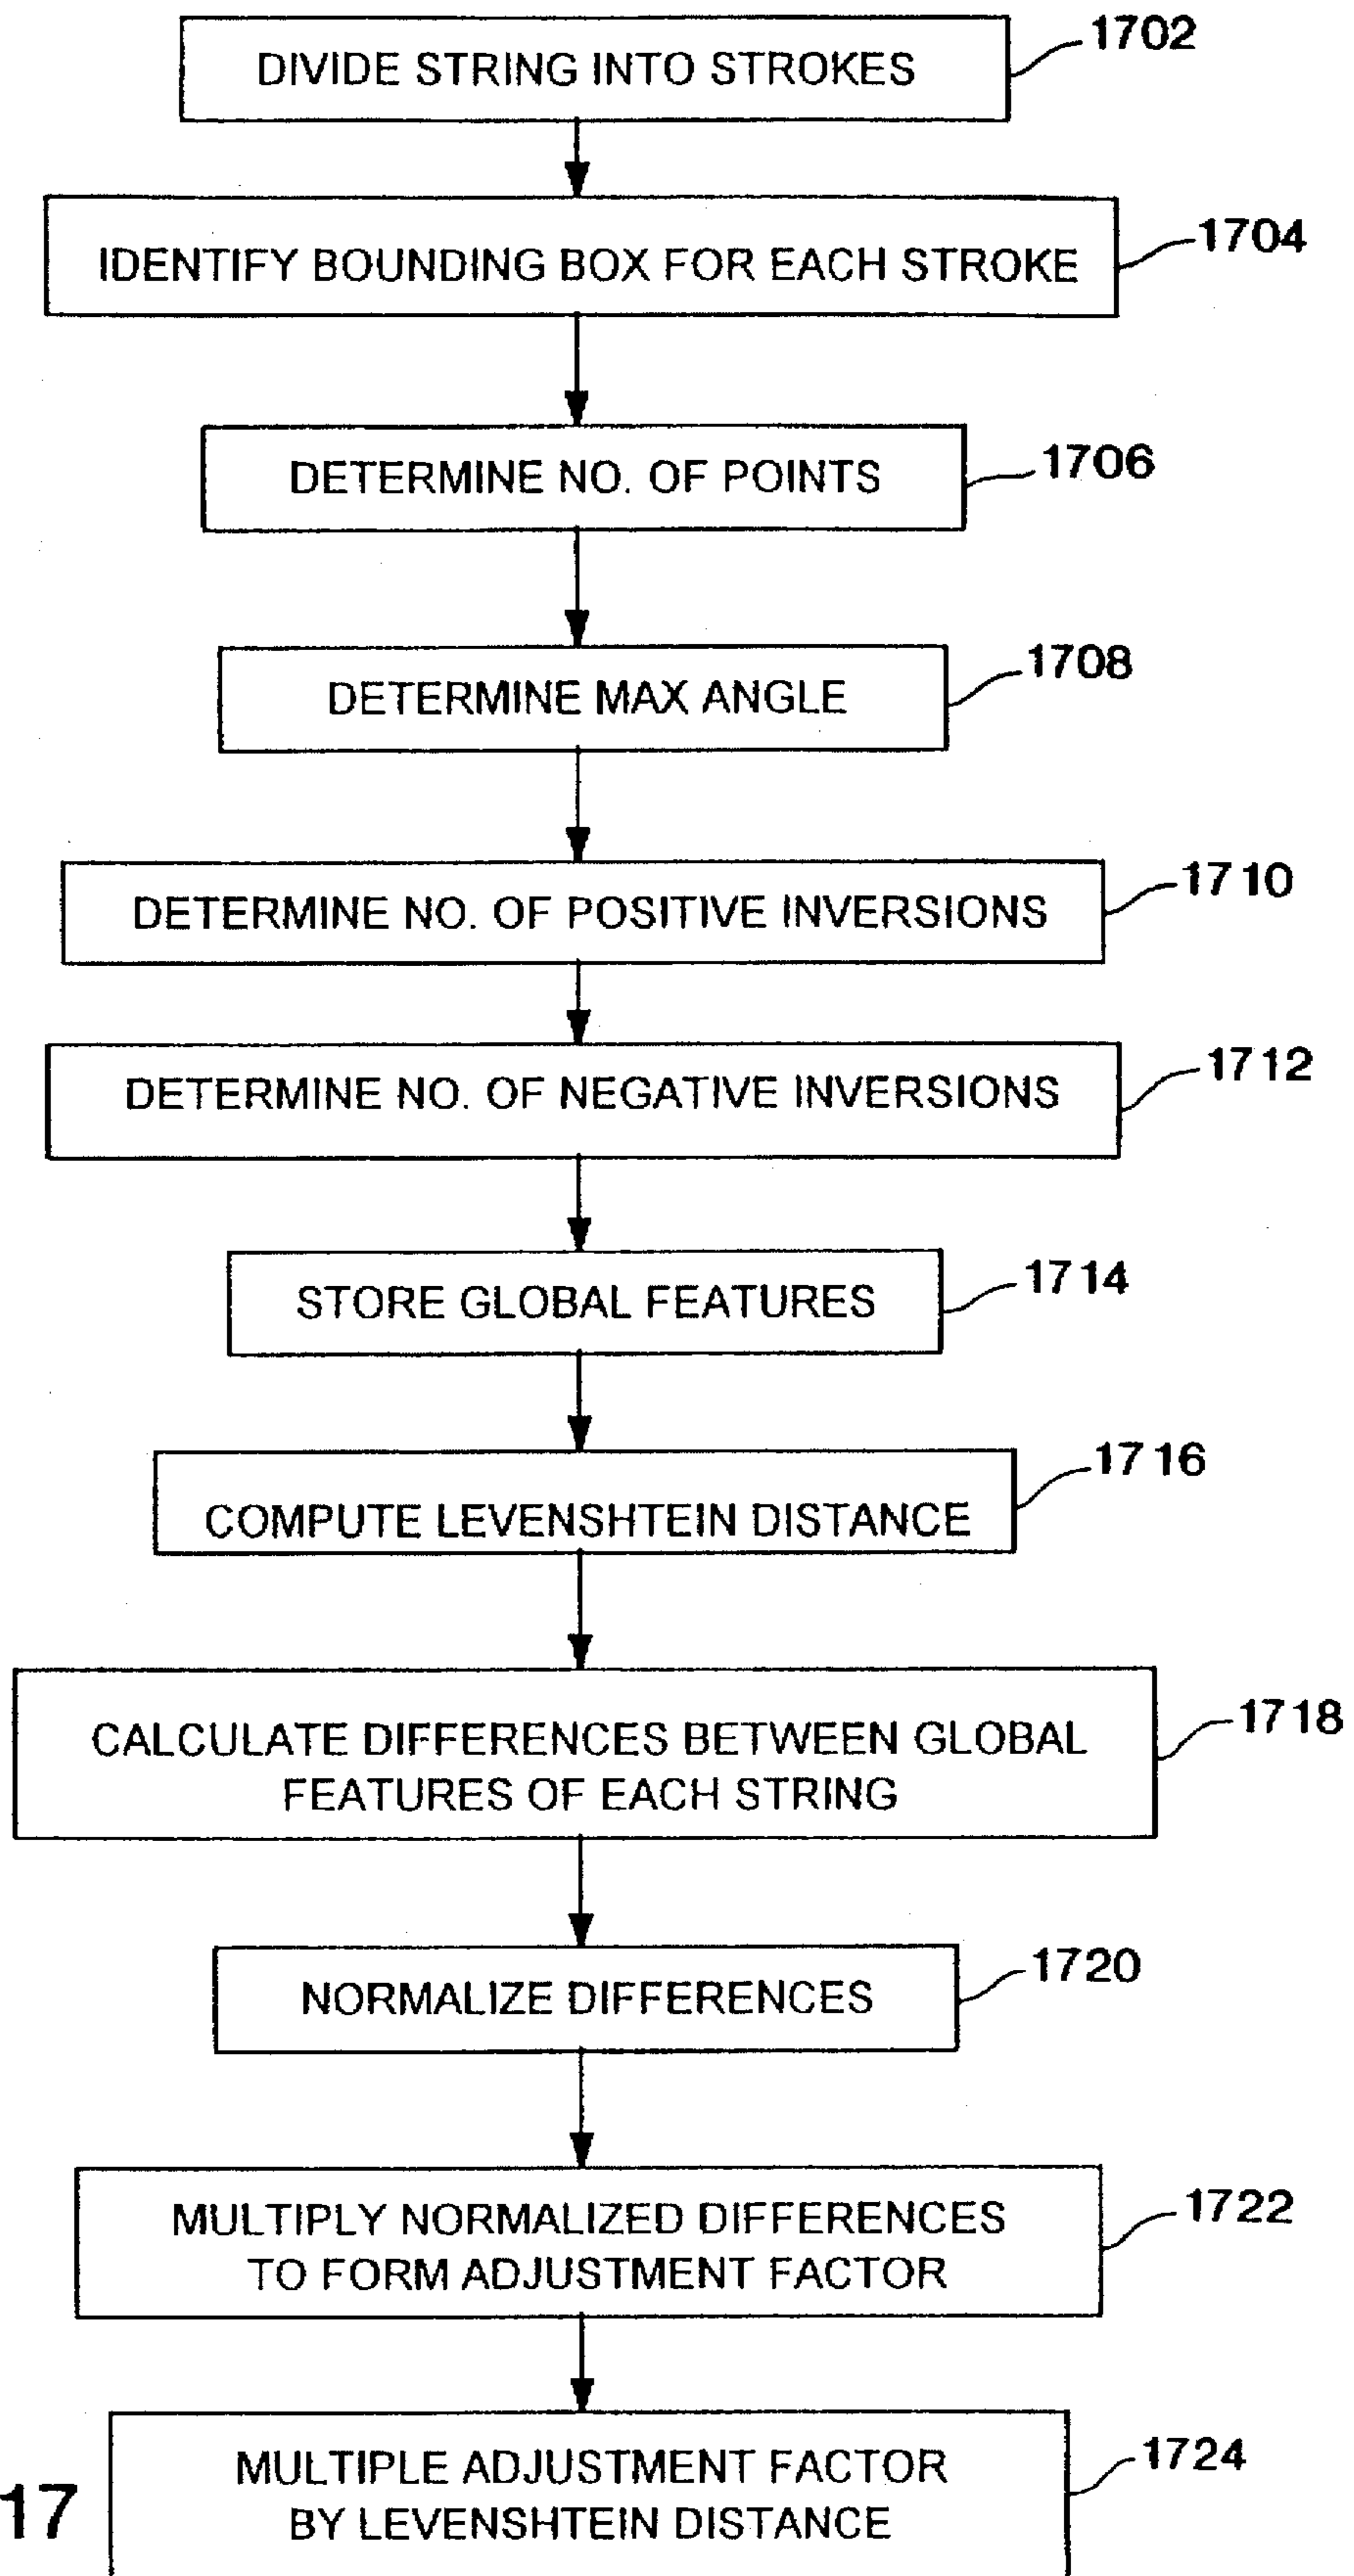 DIVIDE STRING INTO STROKES
1702
IDENTIFY BOUNDING BOX FOR EACH STROKE
1704
DETERMINE NO. OF POINTS
1706
DETERMINE MAX ANGLE
1708
DETERMINE NO. OF POSITIVE INVERSIONS
1710
DETERMINE NO. OF NEGATIVE INVERSIONS
1712
STORE GLOBAL FEATURES
1714
COMPUTE LEVENSHTEIN DISTANCE
1716
CALCULATE DIFFERENCES BETWEEN GLOBAL
FEATURES OF EACH STRING
1718
NORMALIZE DIFFERENCES
1720
MULTIPLY NORMALIZED DIFFERENCES
TO FORM ADJUSTMENT FACTOR
1722
MULTIPLE ADJUSTMENT FACTOR
BY LEVENSHTEIN DISTANCE
1724
17